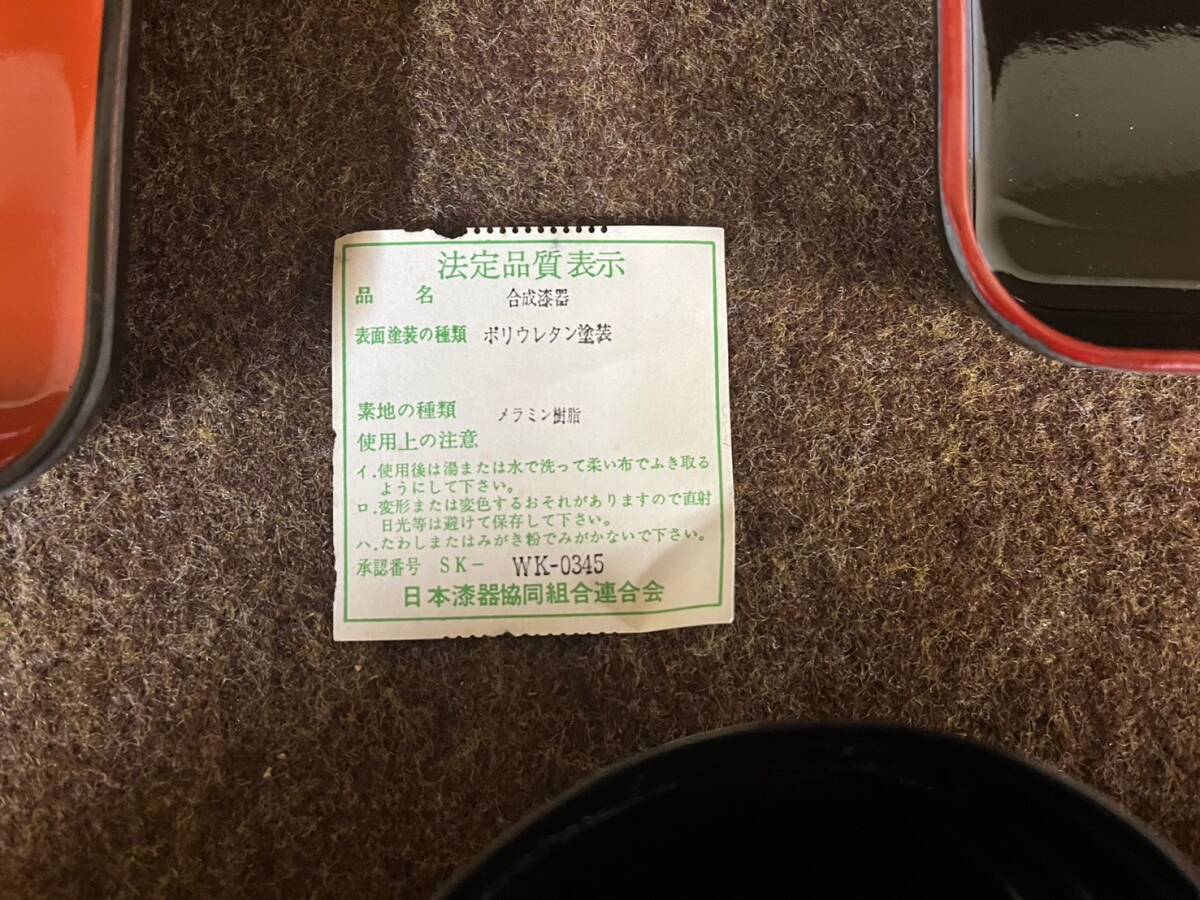 法定品質表示
品名 合成漆器
表面塗装の種類 ポリウレタン塗装
素地の種類 メラミン樹脂
使用上の注意
イ.使用後は湯または水で洗って柔い布でふき取る
ようにして下さい。
ロ.変形または変色するおそれがありますので直射
日光等は避けて保存して下さい。
ハ.たわしまたはみがき粉でみがかないで下さい。
承認番号 SK- WK-0345
日本漆器協同組合連合会